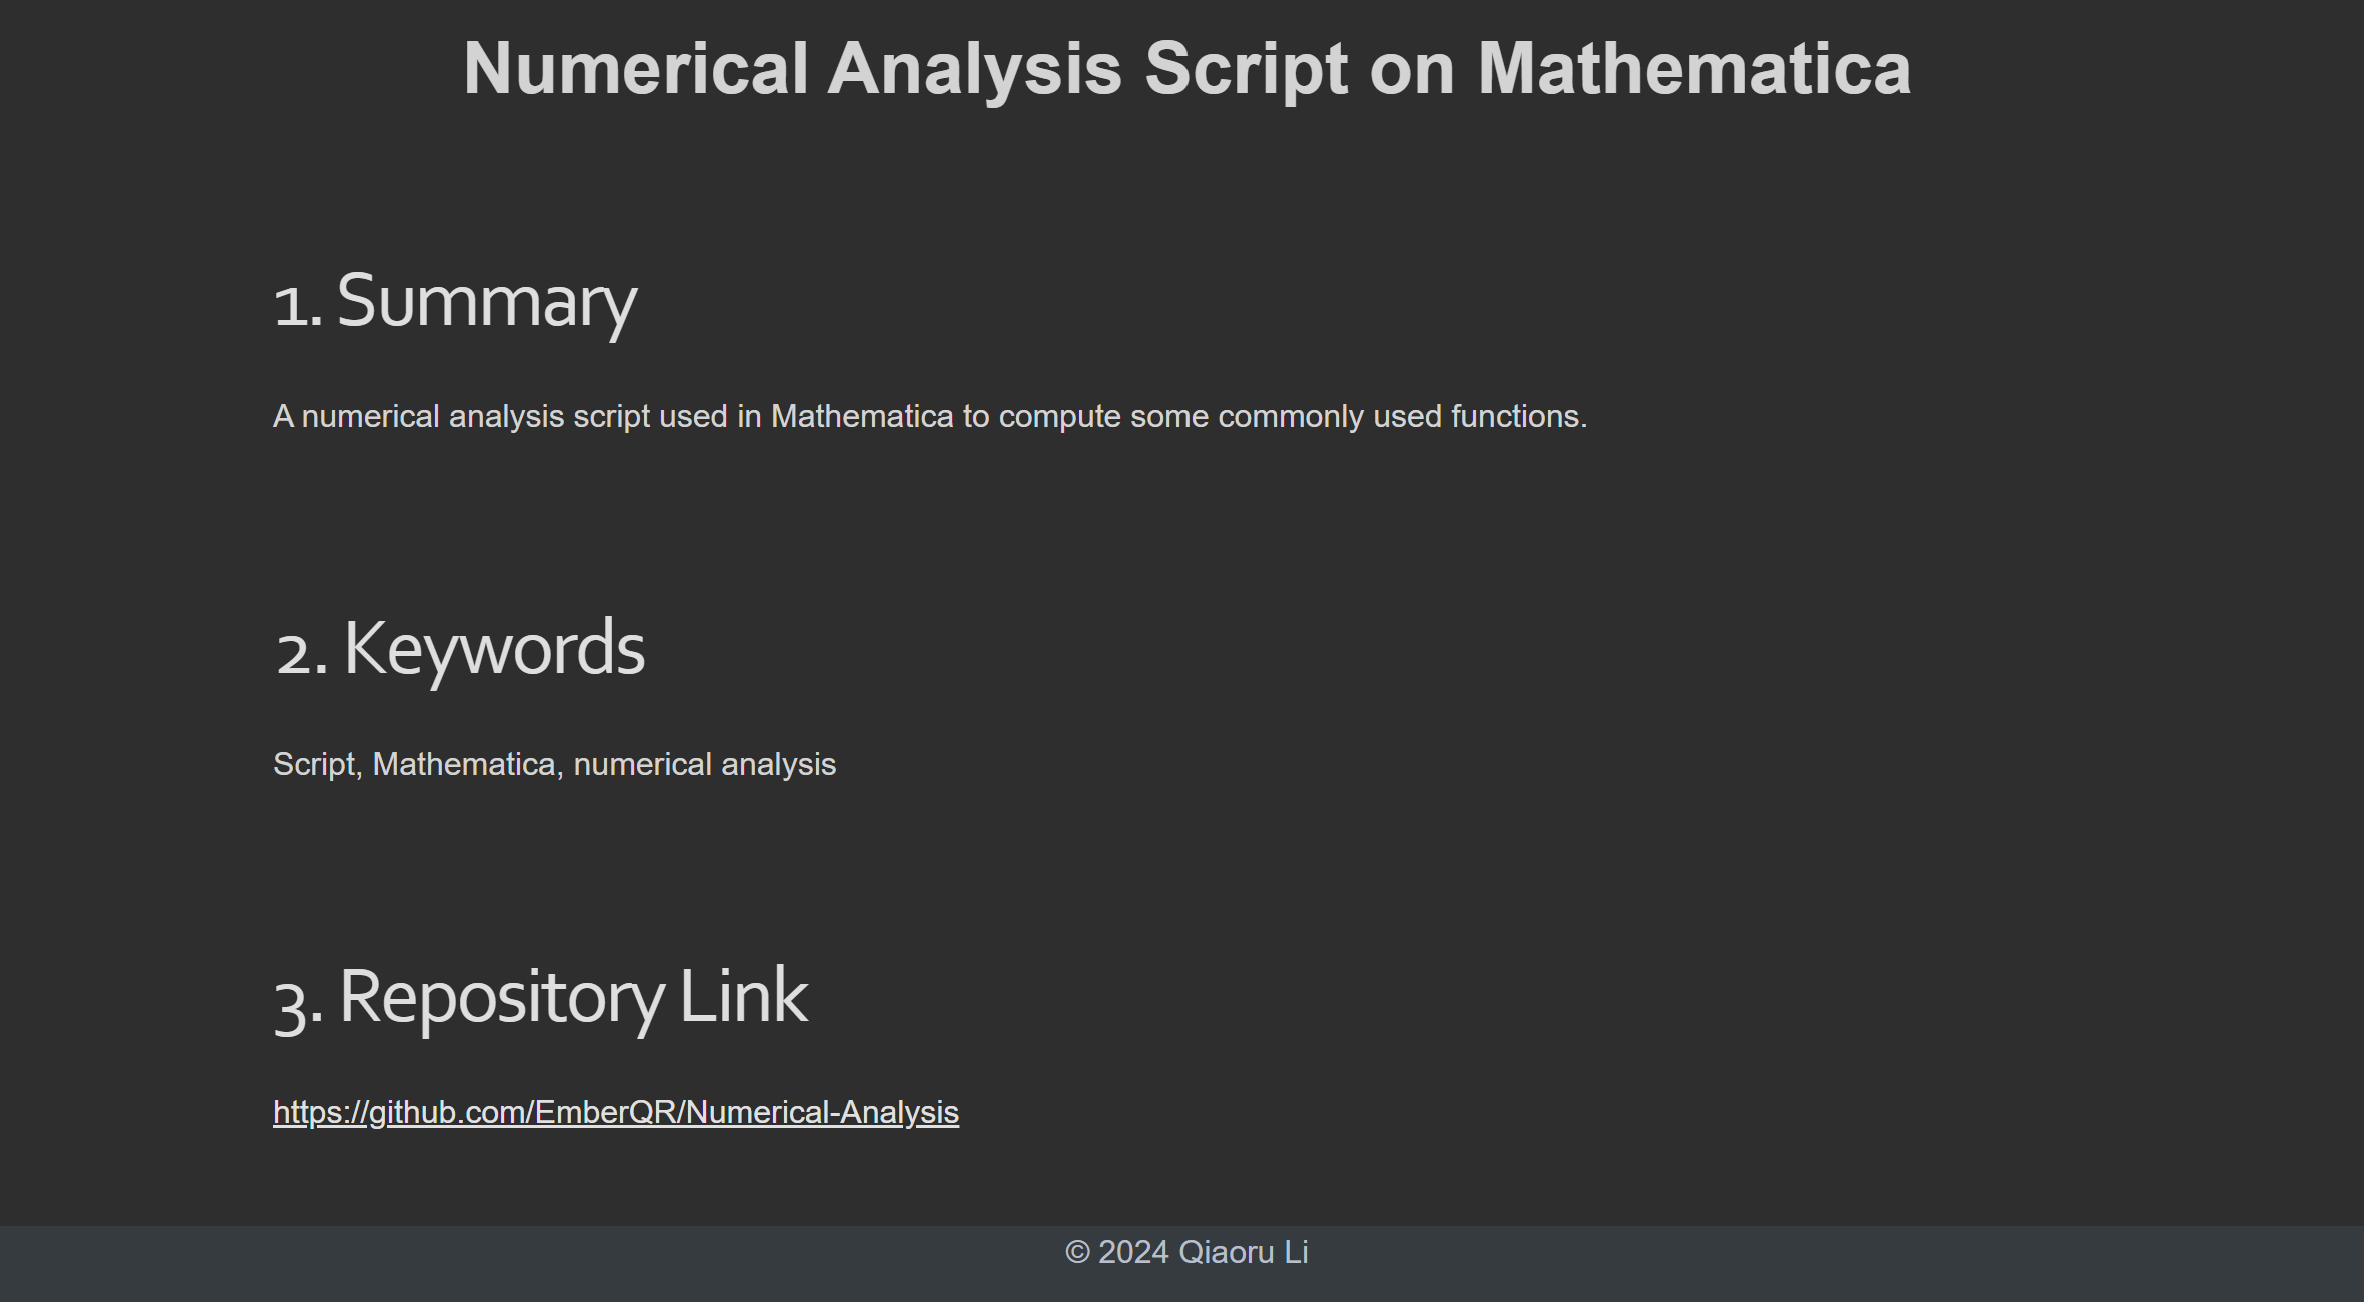 Numerical Analysis Script on Mathematica
1. Summary
A numerical analysis script used in Mathematica to compute some commonly used functions.
2. Keywords
Script, Mathematica, numerical analysis
3. Repository Link
https://github.com/EmberQR/Numerical-Analysis
© 2024 Qiaoru Li